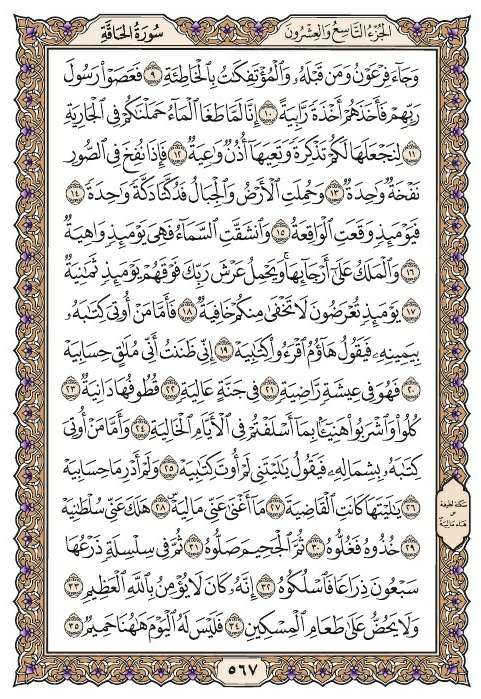 الجزء التاسع والعشرون
سورة الحاقة
وَجَآءَ فِرۡعَوۡنُ وَمَن قَبۡلَهُۥ وَٱلۡمُؤۡتَفِكَٰتُ بِٱلۡخَاطِئَةِ ٩ فَعَصَوۡاْ رَسُولَ
رَبِّهِمۡ فَأَخَذَهُمۡ أَخۡذَةٗ رَّابِيَةً ١٠ إِنَّا لَمَّا طَغَا ٱلۡمَآءُ حَمَلۡنَٰكُمۡ فِي ٱلۡجَارِيَةِ
١١ لِنَجۡعَلَهَا لَكُمۡ تَذۡكِرَةٗ وَتَعِيَهَآ أُذُنٞ وَٰعِيَةٞ ١٢ فَإِذَا نُفِخَ فِي ٱلصُّورِ
نَفۡخَةٞ وَٰحِدَةٞ ١٣ وَحُمِلَتِ ٱلۡأَرۡضُ وَٱلۡجِبَالُ فَدُكَّتَا دَكَّةٗ وَٰحِدَةٗ ١٤
فَيَوۡمَئِذٖ وَقَعَتِ ٱلۡوَاقِعَةُ ١٥ وَٱنشَقَّتِ ٱلسَّمَآءُ فَهِيَ يَوۡمَئِذٖ وَاهِيَةٞ
١٦ وَٱلۡمَلَكُ عَلَىٰٓ أَرۡجَآئِهَاۚ وَيَحۡمِلُ عَرۡشَ رَبِّكَ فَوۡقَهُمۡ يَوۡمَئِذٖ ثَمَٰنِيَةٞ
١٧ يَوۡمَئِذٖ تُعۡرَضُونَ لَا تَخۡفَىٰ مِنكُمۡ خَافِيَةٞ ١٨ فَأَمَّا مَنۡ أُوتِيَ كِتَٰبَهُۥ
بِيَمِينِهِۦ فَيَقُولُ هَآؤُمُ ٱقۡرَءُواْ كِتَٰبِيَهۡ ١٩ إِنِّي ظَنَنتُ أَنِّي مُلَٰقٍ حِسَابِيَهۡ
٢٠ فَهُوَ فِي عِيشَةٖ رَّاضِيَةٖ ٢١ فِي جَنَّةٍ عَالِيَةٖ ٢٢ قُطُوفُهَا دَانِيَةٞ ٢٣
كُلُواْ وَٱشۡرَبُواْ هَنِيٓـَٔۢا بِمَآ أَسۡلَفۡتُمۡ فِي ٱلۡأَيَّامِ ٱلۡخَالِيَةِ ٢٤ وَأَمَّا مَنۡ أُوتِيَ
كِتَٰبَهُۥ بِشِمَالِهِۦ فَيَقُولُ يَٰلَيۡتَنِي لَمۡ أُوتَ كِتَٰبِيَهۡ ٢٥ وَلَمۡ أَدۡرِ مَا حِسَابِيَهۡ
٢٦ يَٰلَيۡتَهَا كَانَتِ ٱلۡقَاضِيَةَ ٢٧ مَآ أَغۡنَىٰ عَنِّي مَالِيَهۡۜ ٢٨ هَلَكَ عَنِّي سُلۡطَٰنِيَهۡ
٢٩ خُذُوهُ فَغُلُّوهُ ٣٠ ثُمَّ ٱلۡجَحِيمَ صَلُّوهُ ٣١ ثُمَّ فِي سِلۡسِلَةٖ ذَرۡعُهَا
سَبۡعُونَ ذِرَاعٗا فَٱسۡلُكُوهُ ٣٢ إِنَّهُۥ كَانَ لَا يُؤۡمِنُ بِٱللَّهِ ٱلۡعَظِيمِ ٣٣
وَلَا يَحُضُّ عَلَىٰ طَعَامِ ٱلۡمِسۡكِينِ ٣٤ فَلَيۡسَ لَهُ ٱلۡيَوۡمَ هَٰهُنَا حَمِيمٞ ٣٥
سكتة لطيفة
س
هاء ماليه
٥٦٧